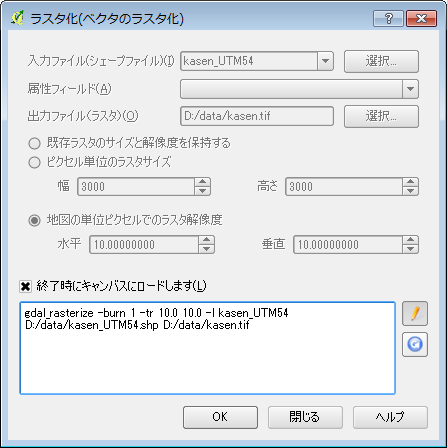 ラスタ化(ベクタのラスタ化)
入力ファイル(シェープファイル)(I) kasen_UTM54 選択...
属性フィールド(A)
出力ファイル(ラスタ)(O) D:/data/kasen.tif 選択...
既存ラスタのサイズと解像度を保持する
ピクセル単位のラスタサイズ
幅 3000 高さ 3000
地図の単位ピクセルでのラスタ解像度
水平 10.00000000 垂直 10.00000000
終了時にキャンバスにロードします(L)
gdal_rasterize -burn 1 -tr 10.0 10.0 -l kasen_UTM54
D:/data/kasen_UTM54.shp D:/data/kasen.tif
OK 閉じる ヘルプ